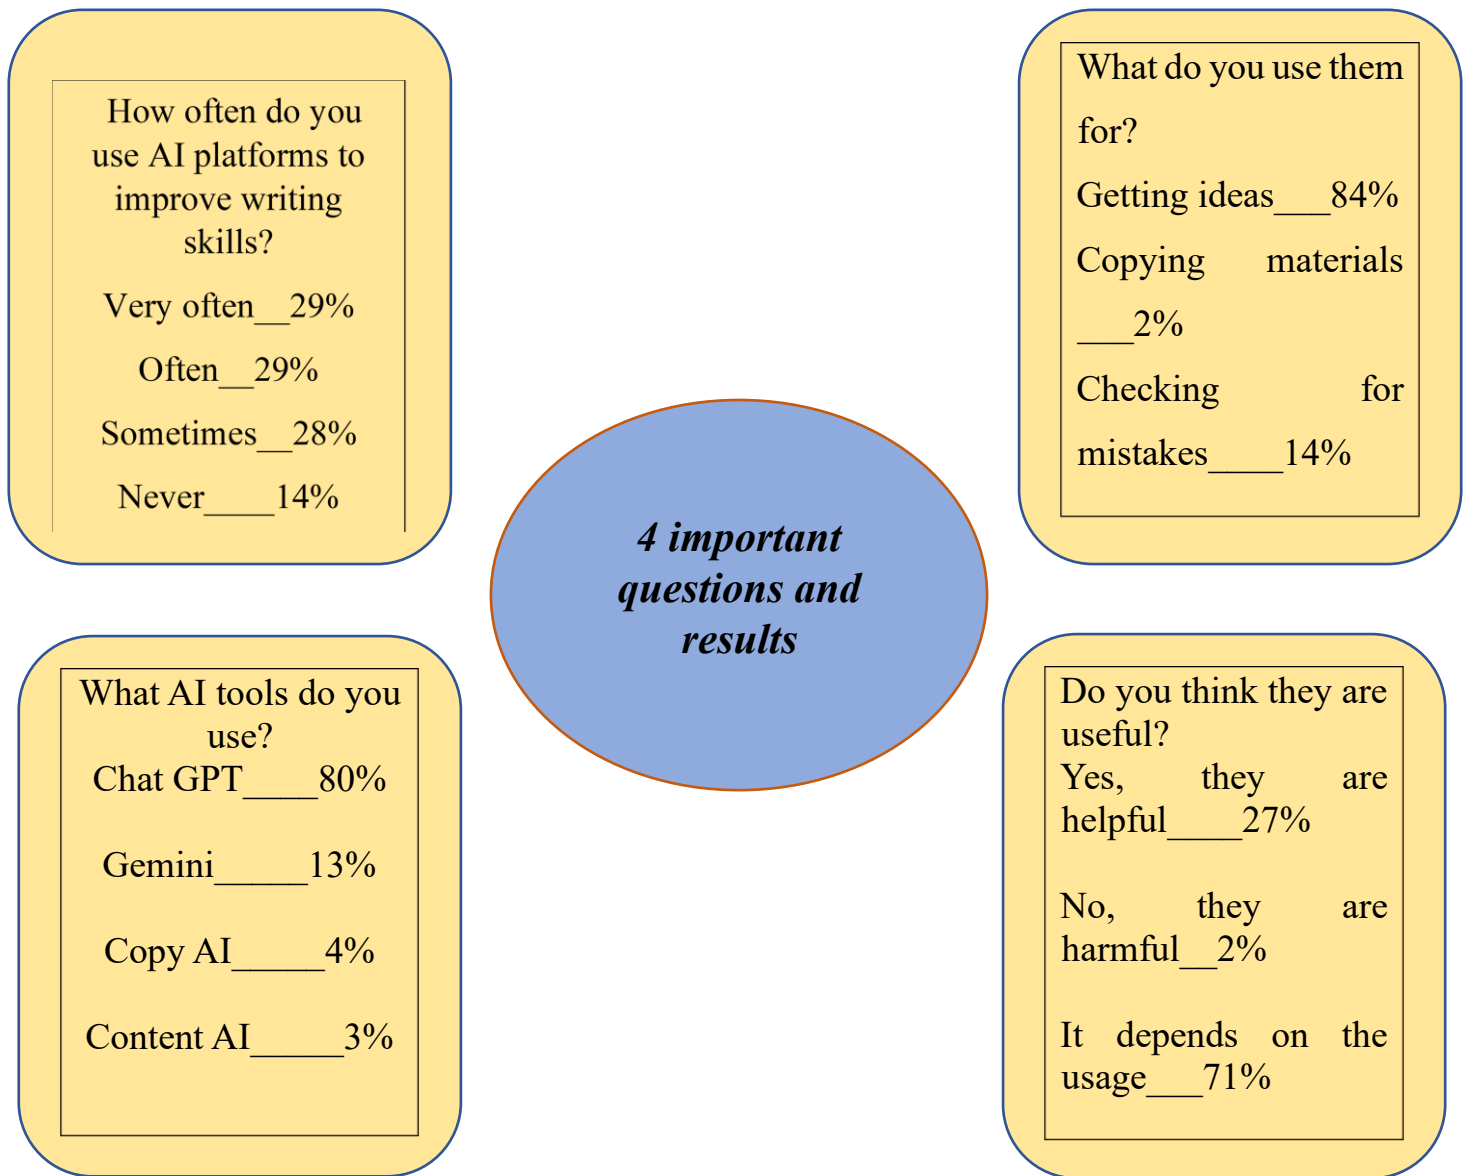 How often do you
use AI platforms to
improve writing
skills?
Very often__29%
Often__29%
Sometimes__28%
Never____14%
What do you use them
for?
Getting ideas___84%
Copying materials
___2%
Checking for
mistakes____14%
4 important
questions and
results
What AI tools do you
use?
Chat GPT____80%
Gemini_____13%
Copy AI_____4%
Content AI_____3%
Do you think they are
useful?
Yes, they are
helpful____27%
No, they are
harmful__2%
It depends on the
usage___71%